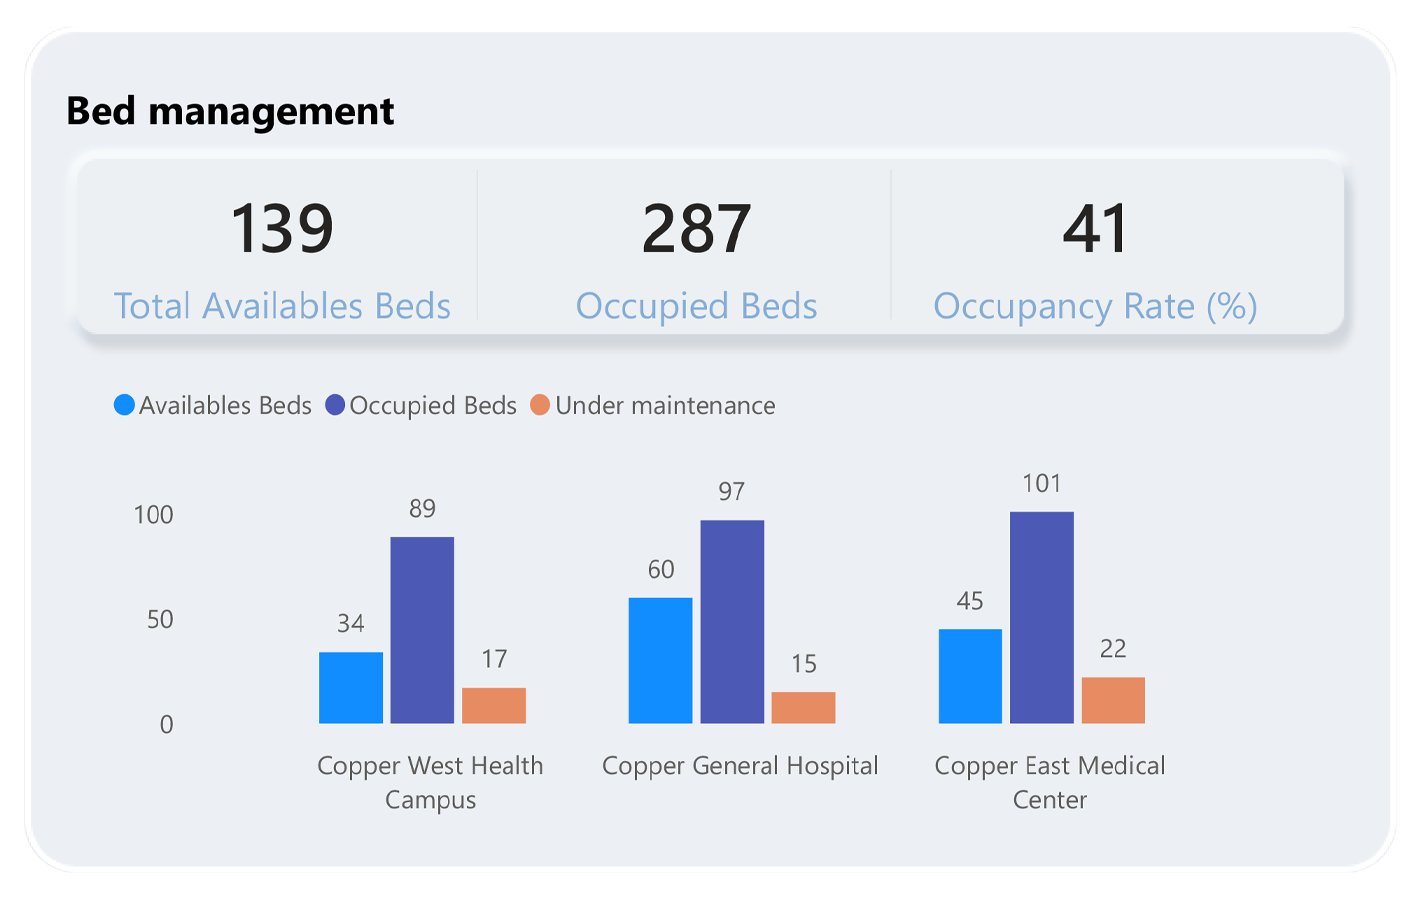 Bed management
139 287 41
Total Availables Beds Occupied Beds Occupancy Rate (%)
Availables Beds Occupied Beds Under maintenance
100
50
0
34 89 17
60 97 15
45 101 22
Copper West Health
Campus
Copper General Hospital
Copper East Medical
Center